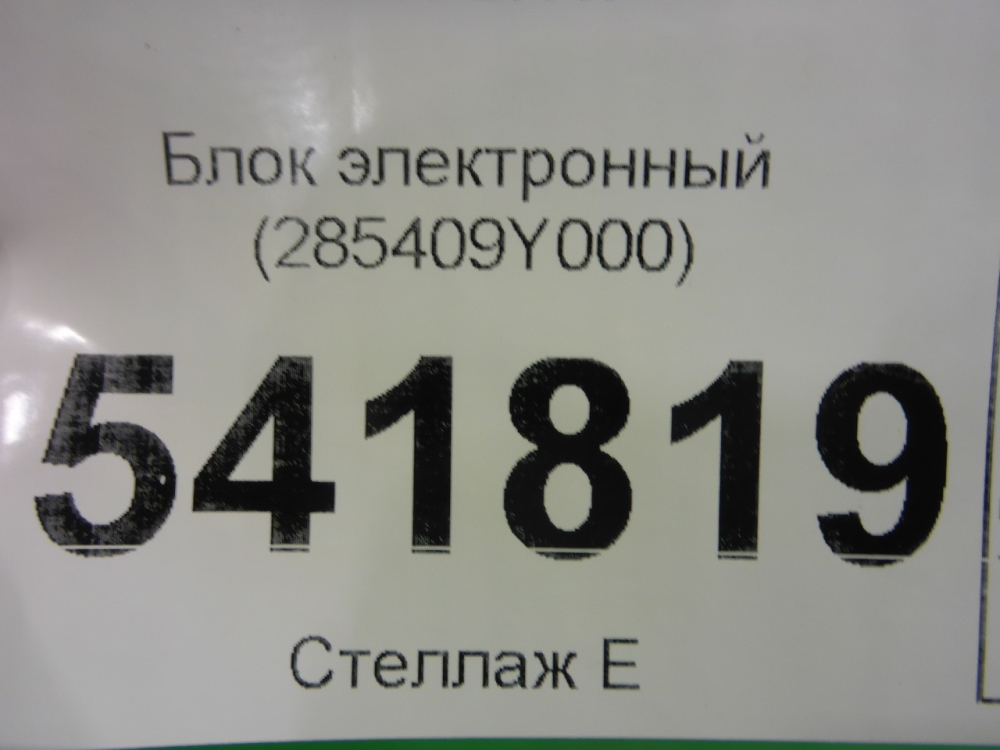 Блок электронный
(285409Y000)
541819
Стеллаж Е